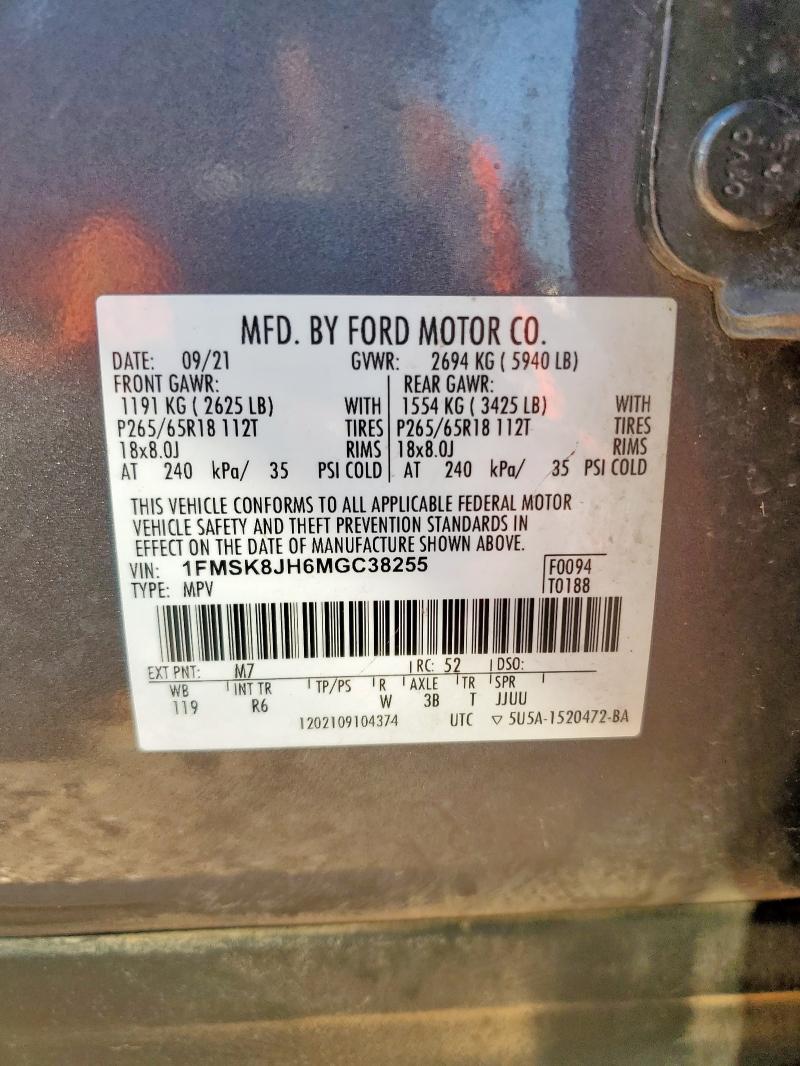 MFD. BY FORD MOTOR CO.
DATE: 09/21 GVWR: 2694 KG ( 5940 LB)
FRONT GAWR: REAR GAWR:
1191 KG ( 2625 LB) WITH 1554 KG ( 3425 LB) WITH
P265/65R18 112T TIRES P265/65R18 112T TIRES
18x8.0J RIMS 18x8.0J RIMS
AT 240 kPa/ 35 PSI COLD AT 240 kPa/ 35 PSI COLD
THIS VEHICLE CONFORMS TO ALL APPLICABLE FEDERAL MOTOR
VEHICLE SAFETY AND THEFT PREVENTION STANDARDS IN
EFFECT ON THE DATE OF MANUFACTURE SHOWN ABOVE.
VIN: 1FMSK8JH6MGC38255 F0094
TYPE: MPV T0188
EXT PNT: M7 RC: 52 DSO:
WB INT TR TP/PS R AXLE TR SPR
119 R6 W 3B T JJUU
1202109104374 UTC ▽ 5U5A-1520472-BA